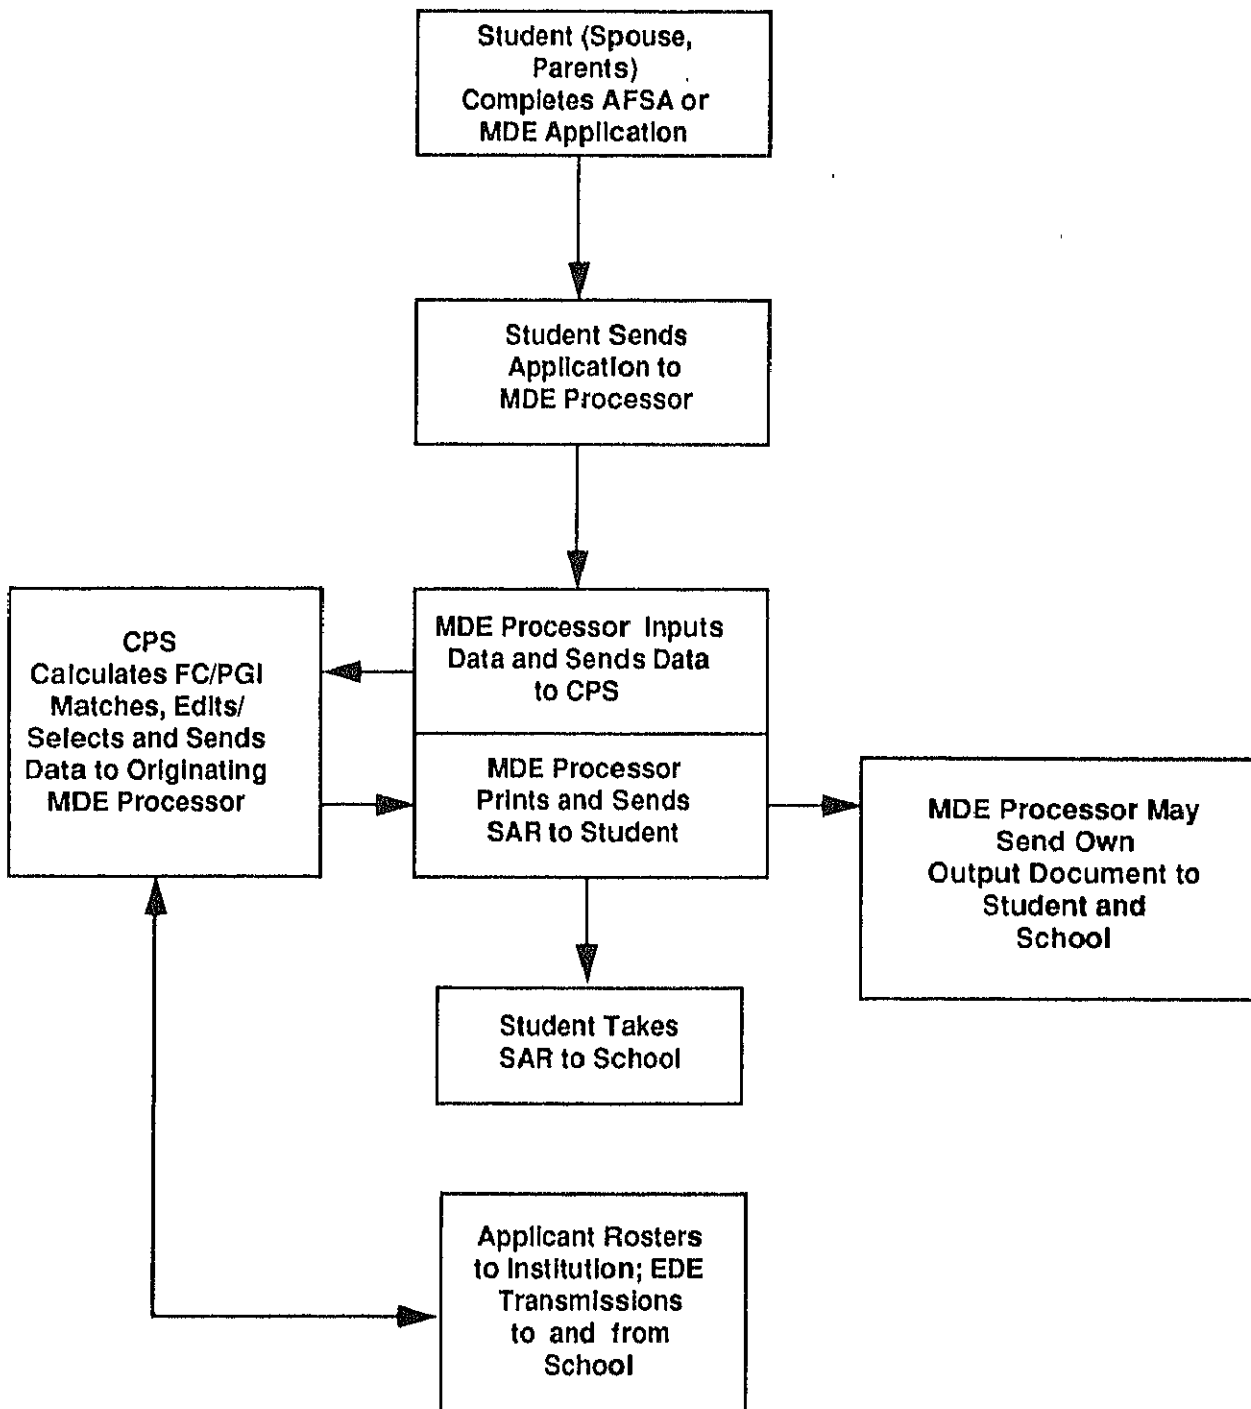 Student (Spouse,
Parents)
Completes AFSA or
MDE Application
Student Sends
Application to
MDE Processor
MDE Processor Inputs
Data and Sends Data
to CPS
CPS
Calculates FC/PGI
Matches, Edits/
Selects and Sends
Data to Originating
MDE Processor
MDE Processor
Prints and Sends
SAR to Student
MDE Processor May
Send Own
Output Document to
Student and
School
Student Takes
SAR to School
Applicant Rosters
to Institution; EDE
Transmissions
to and from
School